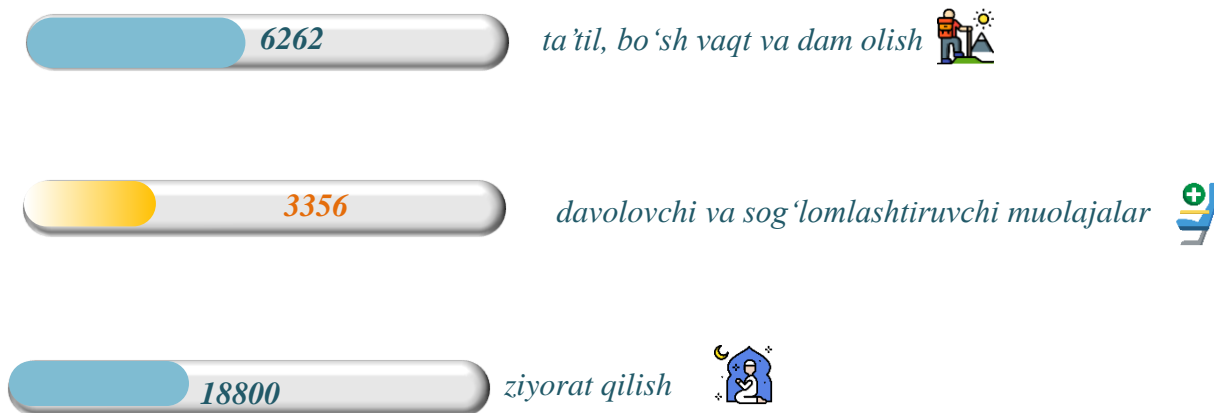 6262 ta’til, bo‘sh vaqt va dam olish
3356 davolovchi va sog‘lomlashtiruvchi muolajalar
18800 ziyorat qilish